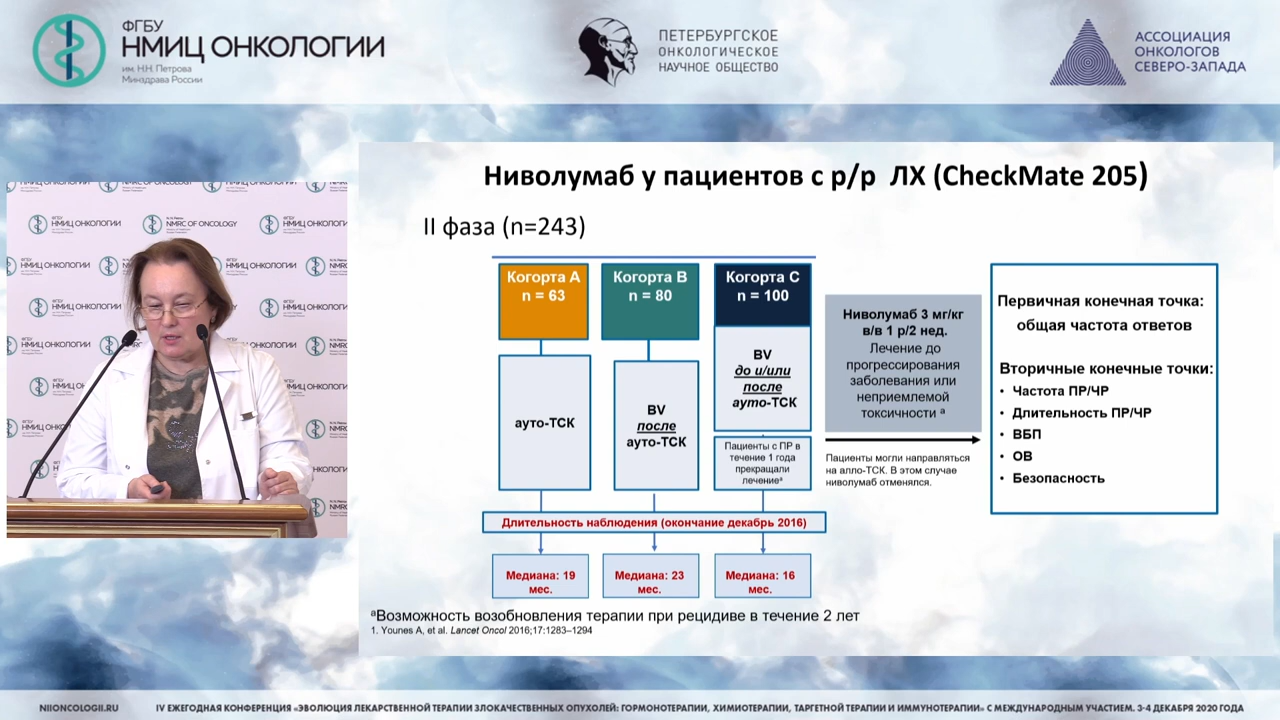 ФГБУ
НМИЦ ОНКОЛОГИИ
им. Н.Н. Петрова
Минздрава России
ПЕТЕРБУРГСКОЕ
ОНКОЛОГИЧЕСКОЕ
НАУЧНОЕ ОБЩЕСТВО
АССОЦИАЦИЯ
ОНКОЛОГОВ
СЕВЕРО-ЗАПАДА
Ниволумаб у пациентов с р/р ЛХ (CheckMate 205)
II фаза (n=243)
Когорта A
n = 63
Когорта B
n = 80
Когорта C
n = 100
ауто-ТСК
BV
после
ауто-ТСК
BV
до и/или
после
ауто-ТСК
Пациенты с ПР в
течение 1 года
прекращали
лечениеª
Ниволумаб 3 мг/кг
в/в 1 р/2 нед.
Лечение до
прогрессирования
заболевания или
неприемлемой
токсичности ª
Пациенты могли направляться
на алло-ТСК. В этом случае
ниволумаб отменялся.
Первичная конечная точка:
общая частота ответов
Вторичные конечные точки:
• Частота ПР/ЧР
• Длительность ПР/ЧР
• ВБП
• ОВ
• Безопасность
Длительность наблюдения (окончание декабрь 2016)
Медиана: 19
мес.
Медиана: 23
мес.
Медиана: 16
мес.
ªВозможность возобновления терапии при рецидиве в течение 2 лет
1. Younes A, et al. Lancet Oncol 2016;17:1283–1294
ФГБУ
НМИЦ ОНКОЛОГИИ
NMRC OF ONCOLOGY
NIIONCOLOGII.RU
IV ЕЖЕГОДНАЯ КОНФЕРЕНЦИЯ «ЭВОЛЮЦИЯ ЛЕКАРСТВЕННОЙ ТЕРАПИИ ЗЛОКАЧЕСТВЕННЫХ ОПУХОЛЕЙ: ГОРМОНОТЕРАПИИ, ХИМИОТЕРАПИИ, ТАРГЕТНОЙ ТЕРАПИИ И ИММУНОТЕРАПИИ» С МЕЖДУНАРОДНЫМ УЧАСТИЕМ. 3-4 ДЕКАБРЯ 2020 ГОДА